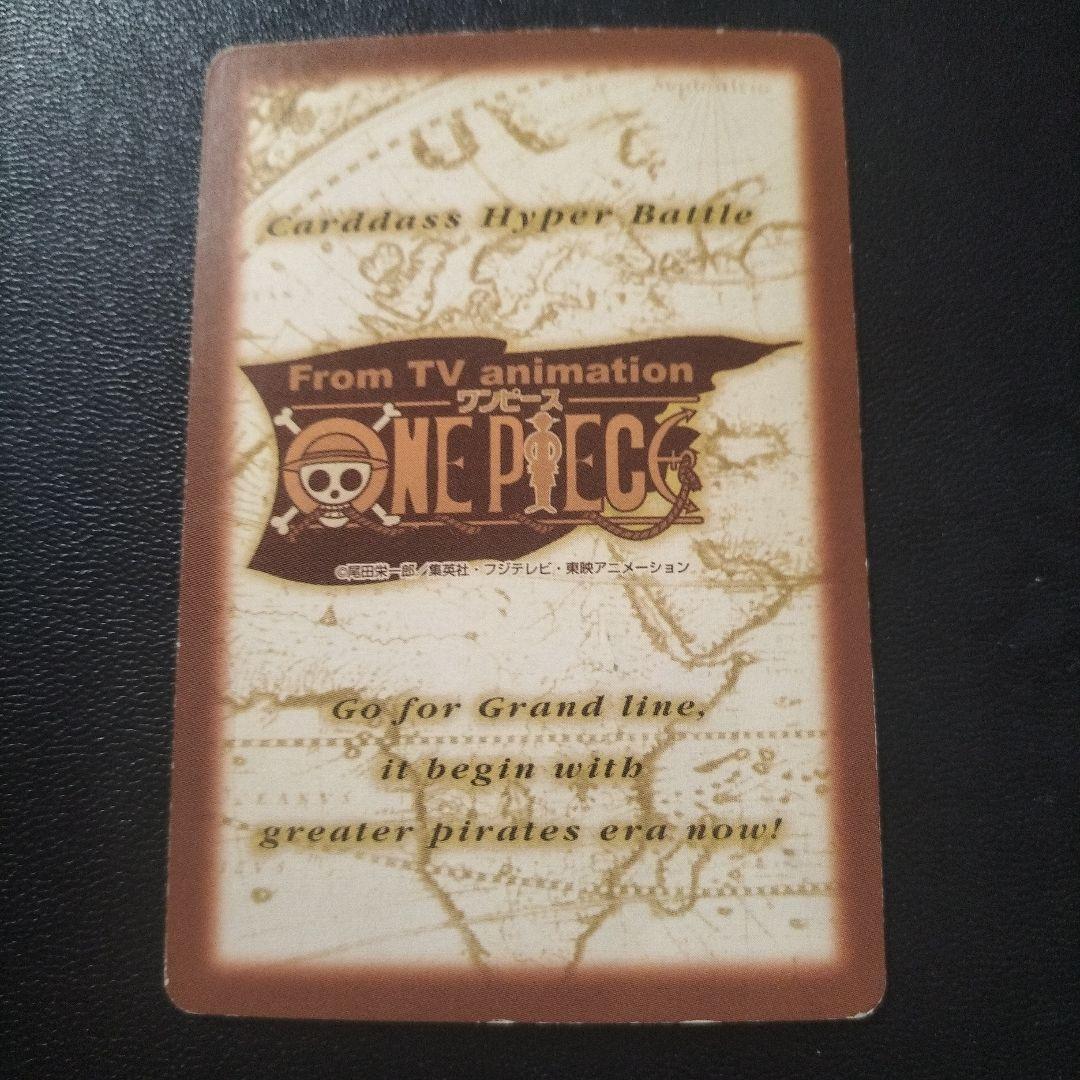 Carddass Hyper Battle
From TV animation
ワンピース
ONE PIECE
©尾田栄一郎／集英社・フジテレビ・東映アニメーション
Go for Grand line,
it begin with
greater pirates era now!